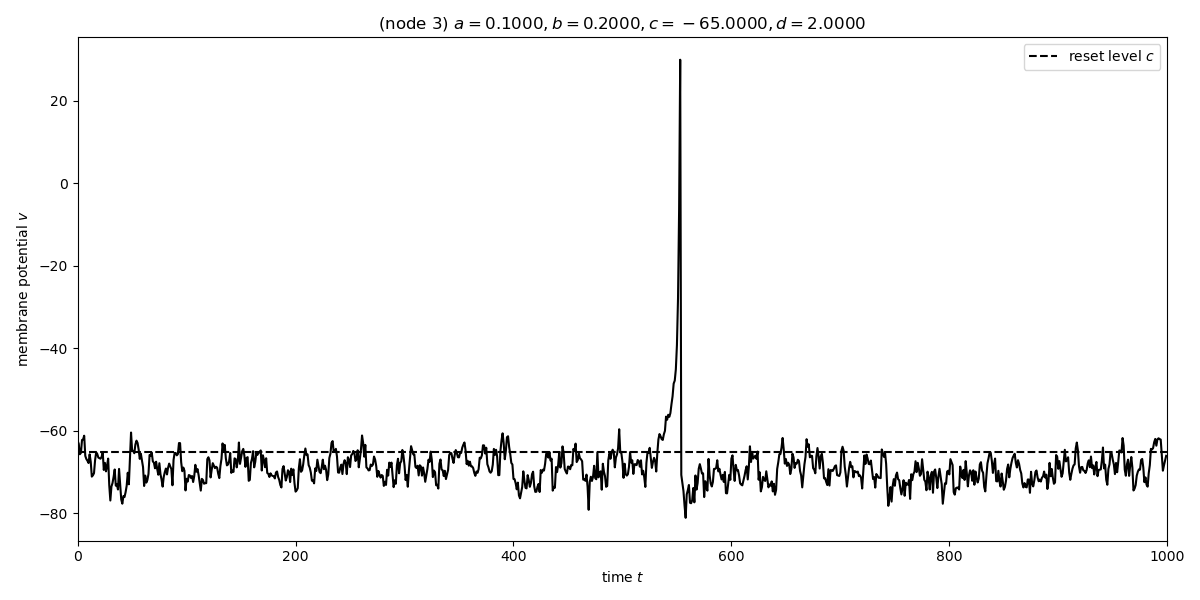 (node 3) a = 0.1000, b = 0.2000, c = −65.0000, d = 2.0000
reset level c
membrane potential v
20
0
−20
−40
−60
−80
0 200 400 600 800 1000
time t